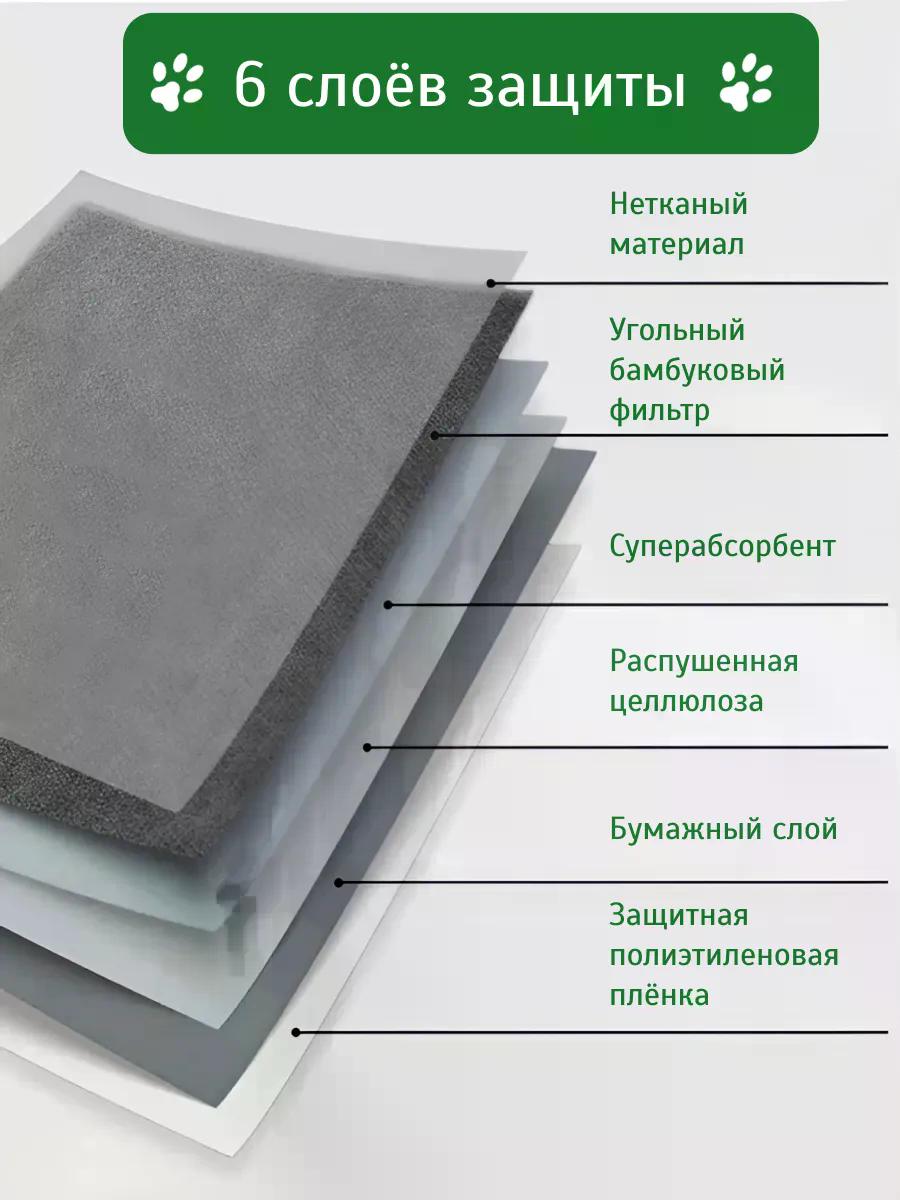 6 слоёв защиты
Нетканый
материал
Угольный
бамбуковый
фильтр
Суперабсорбент
Распушенная
целлюлоза
Бумажный слой
Защитная
полиэтиленовая
плёнка